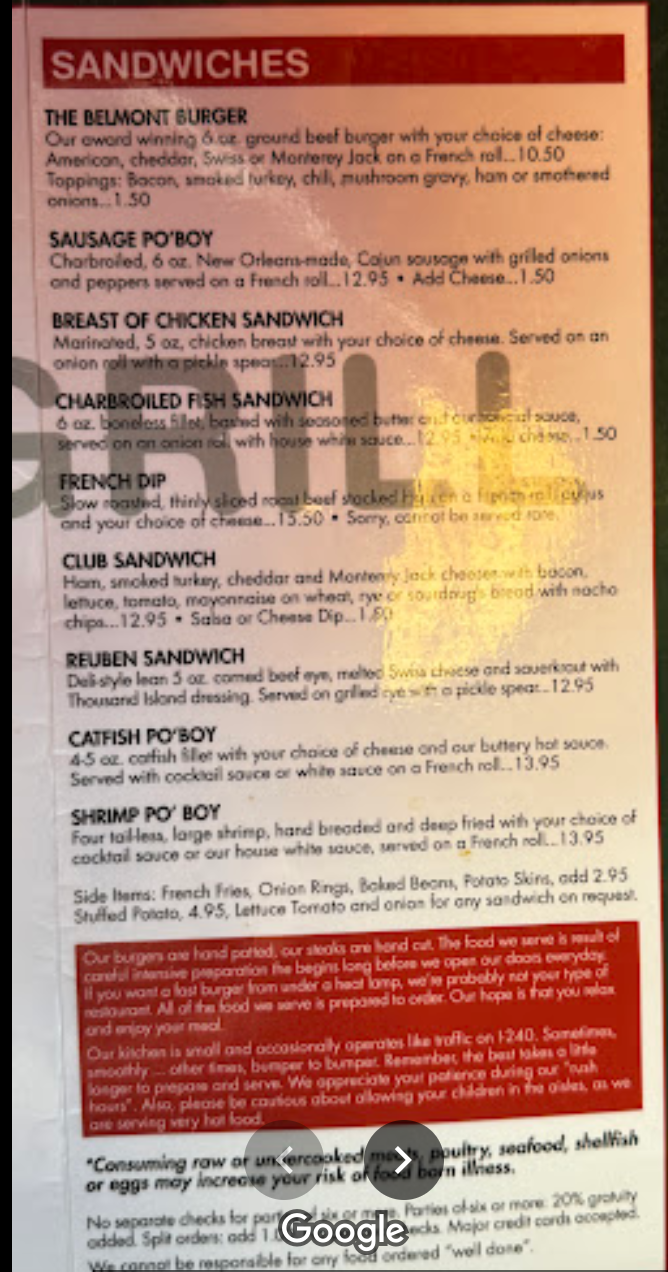 SANDWICHES
THE BELMONT BURGER
Our award winning 6 oz. ground beef burger with your choice of cheese:
American, cheddar, Swiss or Monterey Jack on a French roll...10.50
Toppings: Bacon, smoked turkey, chili, mushroom gravy, ham or smothered
onions...1.50
SAUSAGE PO'BOY
Charbroiled, 6 oz. New Orleans-made, Cajun sausage with grilled onions
and peppers served on a French roll...12.95 • Add Cheese...1.50
BREAST OF CHICKEN SANDWICH
Marinated, 5 oz, chicken breast with your choice of cheese. Served on an
onion roll with a pickle spear...12.95
GRILL
CHARBROILED FISH SANDWICH
6 oz. boneless fillet, basted with seasoned butter and our special sauce,
served on an onion roll with house white sauce...12.95 • cheese...1.50
FRENCH DIP
Slow roasted, thinly sliced roast beef stacked high on a French roll au jus
and your choice of cheese...15.50 • Sorry, cannot be served rare.
CLUB SANDWICH
Ham, smoked turkey, cheddar and Monterey Jack cheeses with bacon,
lettuce, tomato, mayonnaise on wheat, rye or sourdough bread with nacho
chips...12.95 • Salsa or Cheese Dip...1.50
REUBEN SANDWICH
Deli-style lean 5 oz. corned beef eye, melted Swiss cheese and sauerkraut with
Thousand Island dressing. Served on grilled rye with a pickle spear...12.95
CATFISH PO'BOY
4-5 oz. catfish fillet with your choice of cheese and our buttery hot sauce.
Served with cocktail sauce or white sauce on a French roll...13.95
SHRIMP PO' BOY
Four tail-less, large shrimp, hand breaded and deep fried with your choice of
cocktail sauce or our house white sauce, served on a French roll...13.95
Side Items: French Fries, Onion Rings, Baked Beans, Potato Skins, add 2.95
Stuffed Potato, 4.95, Lettuce Tomato and onion for any sandwich on request.
Our burgers are hand patted, our steaks are hand cut. The food we serve is result of
careful intensive preparation the begins long before we open our doors everyday.
If you want a fast burger from under a heat lamp, we're probably not your type of
restaurant. All of the food we serve is prepared to order. Our hope is that you relax
and enjoy your meal.
Our kitchen is small and occasionally operates like traffic on I-240. Sometimes,
smoothly ... other times, bumper to bumper. Remember, the best takes a little
longer to prepare and serve. We appreciate your patience during our "rush
hours". Also, please be cautious about allowing your children in the aisles, as we
are serving very hot food.
*Consuming raw or undercooked meats, poultry, seafood, shellfish
or eggs may increase your risk of food born illness.
No separate checks for parties of six or more. Parties of six or more: 20% gratuity
added. Split orders: add 1. checks. Major credit cards accepted.
Google
We cannot be responsible for any food ordered "well done".